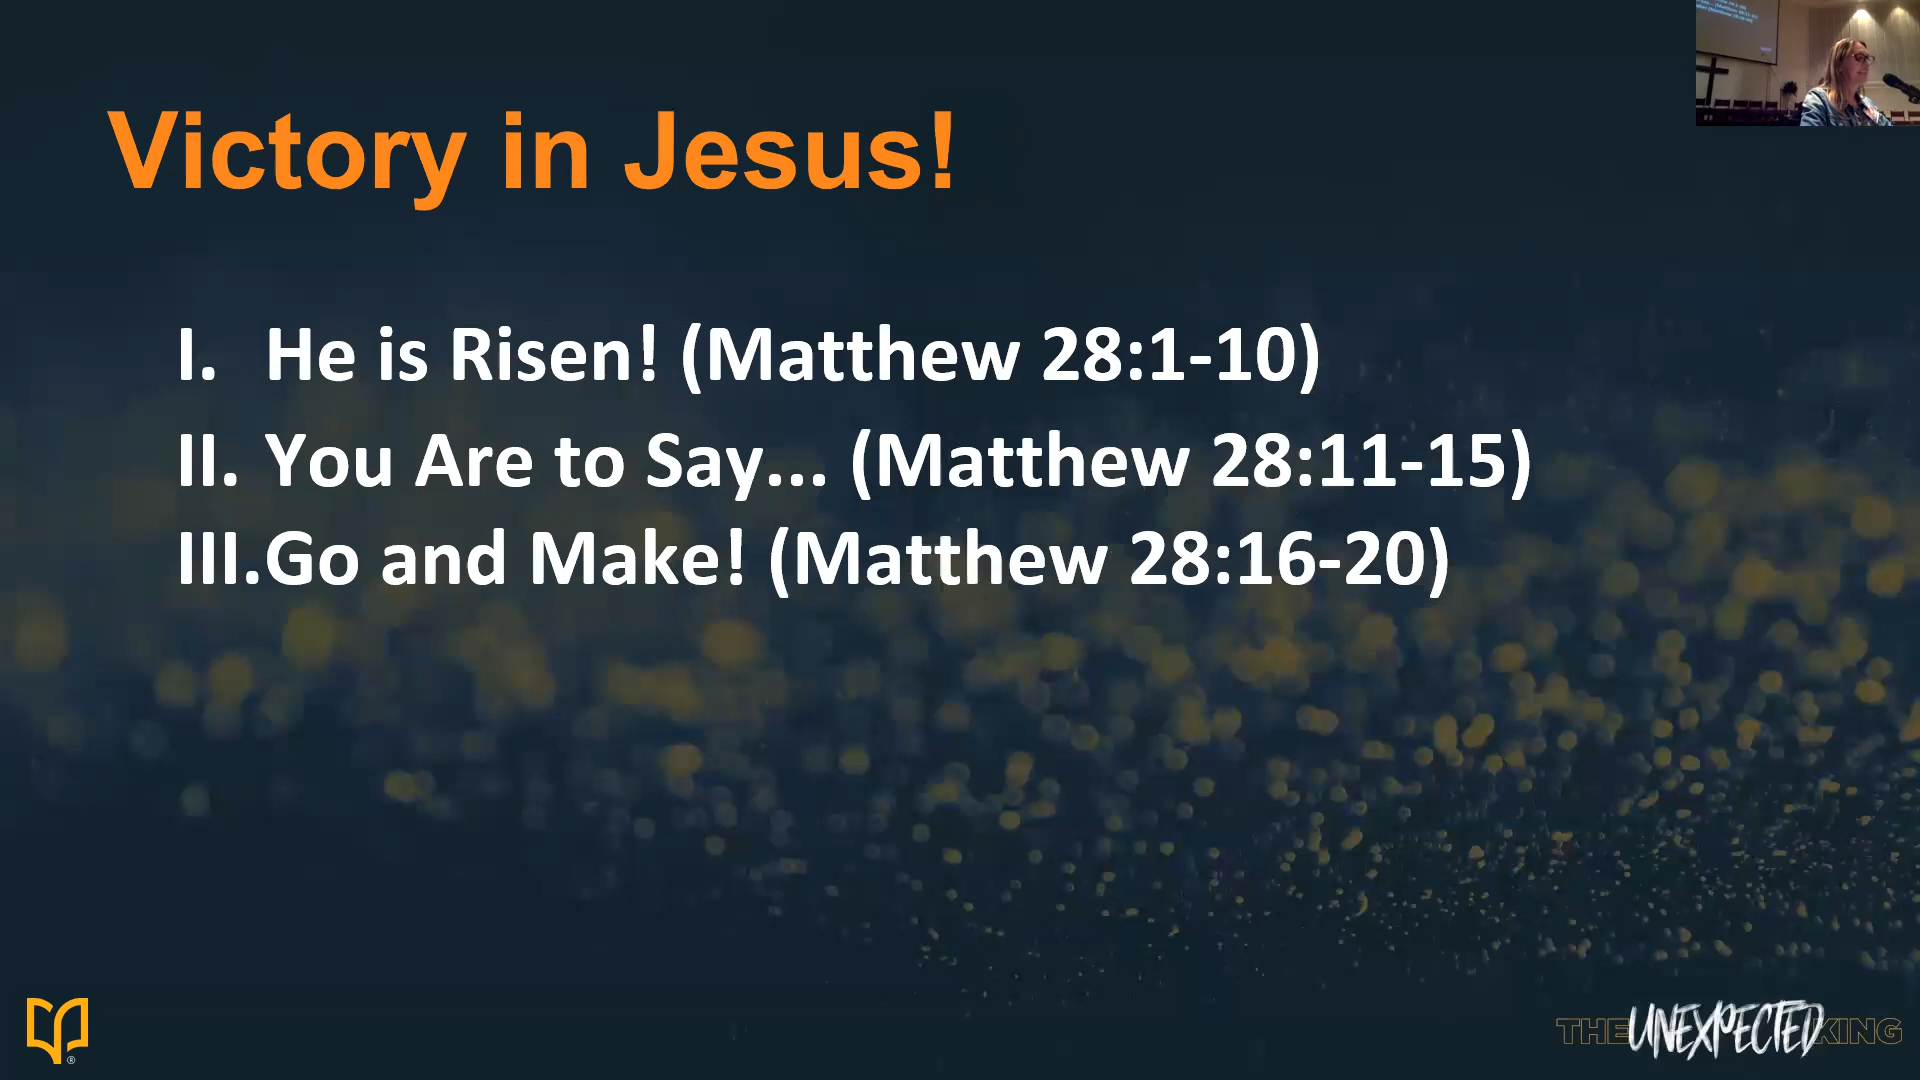 Victory in Jesus!
I. He is Risen! (Matthew 28:1-10)
II. You Are to Say... (Matthew 28:11-15)
III.Go and Make! (Matthew 28:16-20)
®
THE UNEXPECTED KING